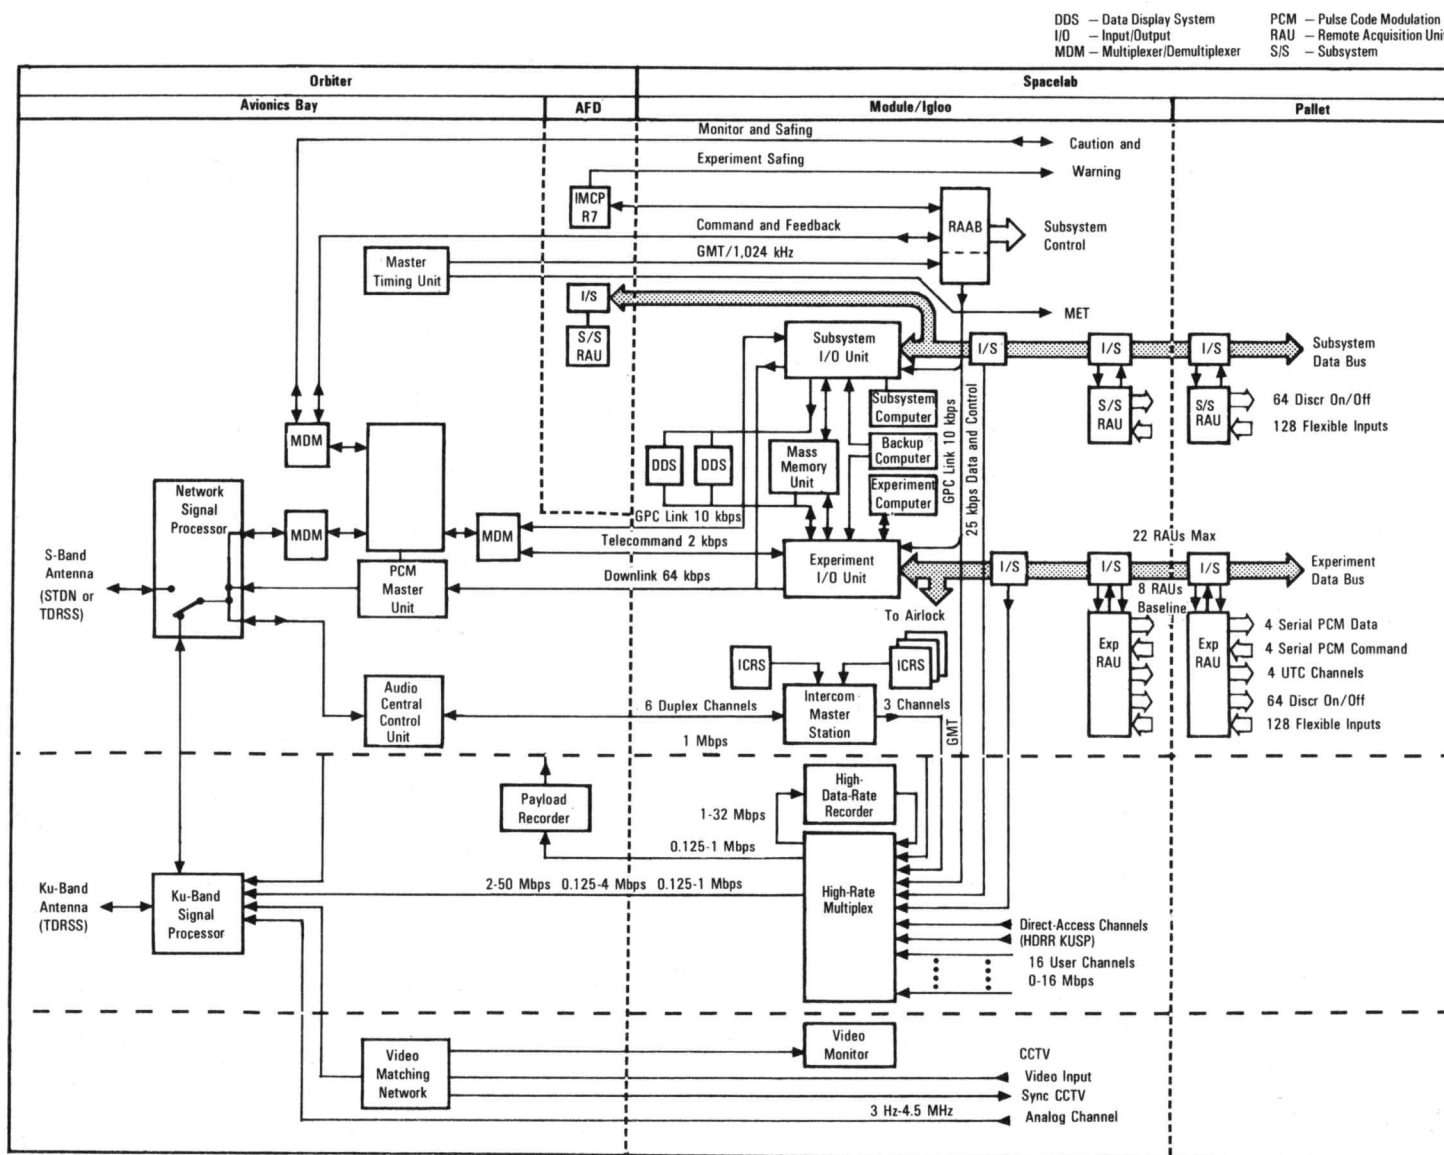 DDS – Data Display System
PCM – Pulse Code Modulation
I/O – Input/Output
RAU – Remote Acquisition Unit
MDM – Multiplexer/Demultiplexer
S/S – Subsystem
Orbiter
Spacelab
Avionics Bay
AFD
Module/Igloo
Pallet
Monitor and Safing
Caution and
Experiment Safing
Warning
IMCP
R7
RAAB
Subsystem
Control
Command and Feedback
GMT/1,024 kHz
Master
Timing Unit
MET
I/S
S/S
RAU
Subsystem
I/O Unit
I/S
I/S
I/S
Subsystem
Data Bus
Subsystem
Computer
S/S
RAU
S/S
RAU
64 Discr On/Off
128 Flexible Inputs
MDM
DDS
DDS
Mass
Memory
Unit
Backup
Computer
Experiment
Computer
GPC Link 10 kbps
25 kbps Data and Control
Network
Signal
Processor
MDM
MDM
GPC Link 10 kbps
Telecommand 2 kbps
Experiment
I/O Unit
22 RAUs Max
I/S
I/S
I/S
Experiment
Data Bus
S-Band
Antenna
(STDN or
TDRSS)
PCM
Master
Unit
Downlink 64 kbps
To Airlock
8 RAUs
Baseline
Exp
RAU
Exp
RAU
4 Serial PCM Data
4 Serial PCM Command
4 UTC Channels
64 Discr On/Off
128 Flexible Inputs
ICRS
ICRS
Audio
Central
Control
Unit
6 Duplex Channels
Intercom
Master
Station
3 Channels
GMT
1 Mbps
Payload
Recorder
High-
Data-Rate
Recorder
1-32 Mbps
0.125-1 Mbps
2-50 Mbps 0.125-4 Mbps 0.125-1 Mbps
High-Rate
Multiplex
Ku-Band
Antenna
(TDRSS)
Ku-Band
Signal
Processor
Direct-Access Channels
(HDRR KUSP)
16 User Channels
0-16 Mbps
Video
Matching
Network
Video
Monitor
CCTV
Video Input
Sync CCTV
3 Hz-4.5 MHz
Analog Channel